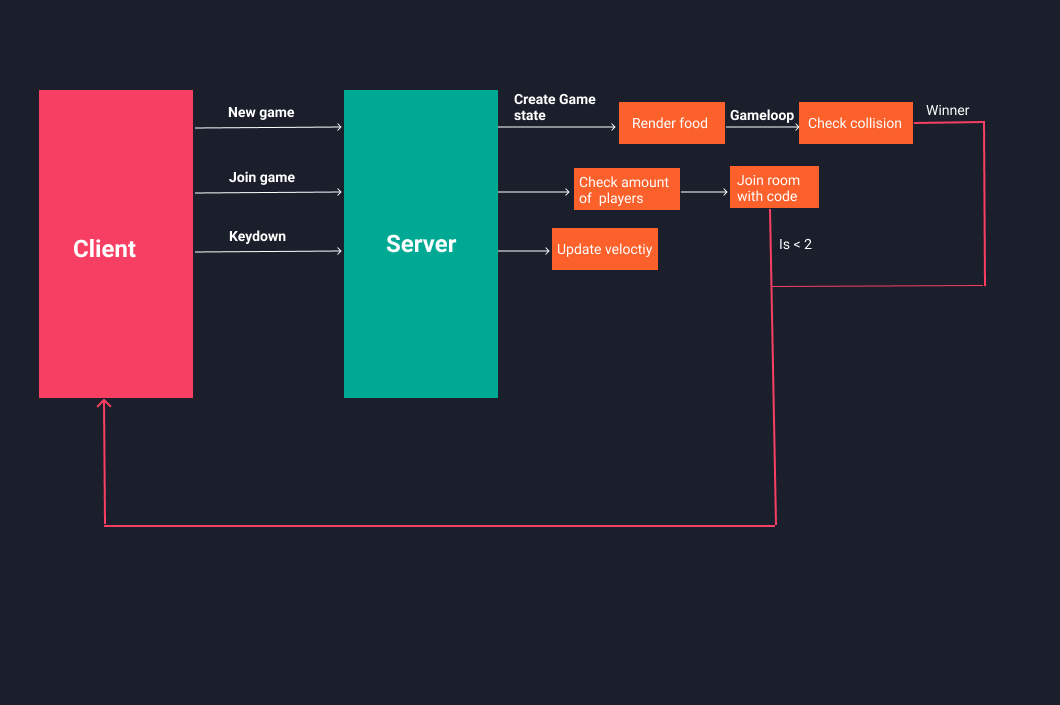 Create Game
state
New game
Render food
Gameloop
Check collision
Winner
Join game
Check amount
of  players
Join room
with code
Keydown
Client
Server
Update veloctiy
Is < 2